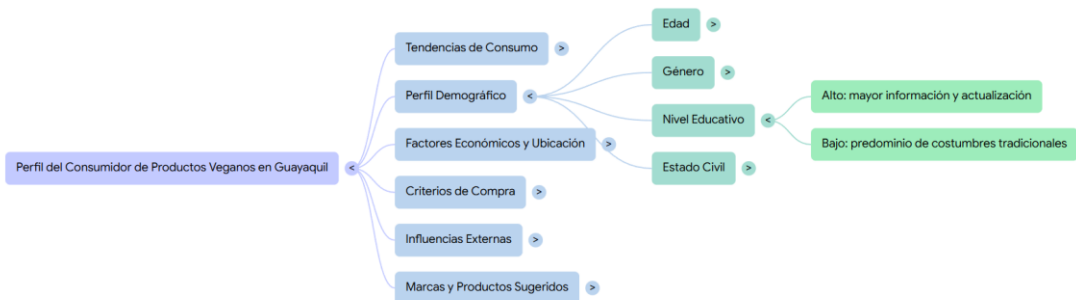 Perfil del Consumidor de Productos Veganos en Guayaquil
<
Tendencias de Consumo
>
Perfil Demográfico
<
Edad
>
Género
>
Nivel Educativo
<
Alto: mayor información y actualización
Bajo: predominio de costumbres tradicionales
Estado Civil
>
Factores Económicos y Ubicación
>
Criterios de Compra
>
Influencias Externas
>
Marcas y Productos Sugeridos
>